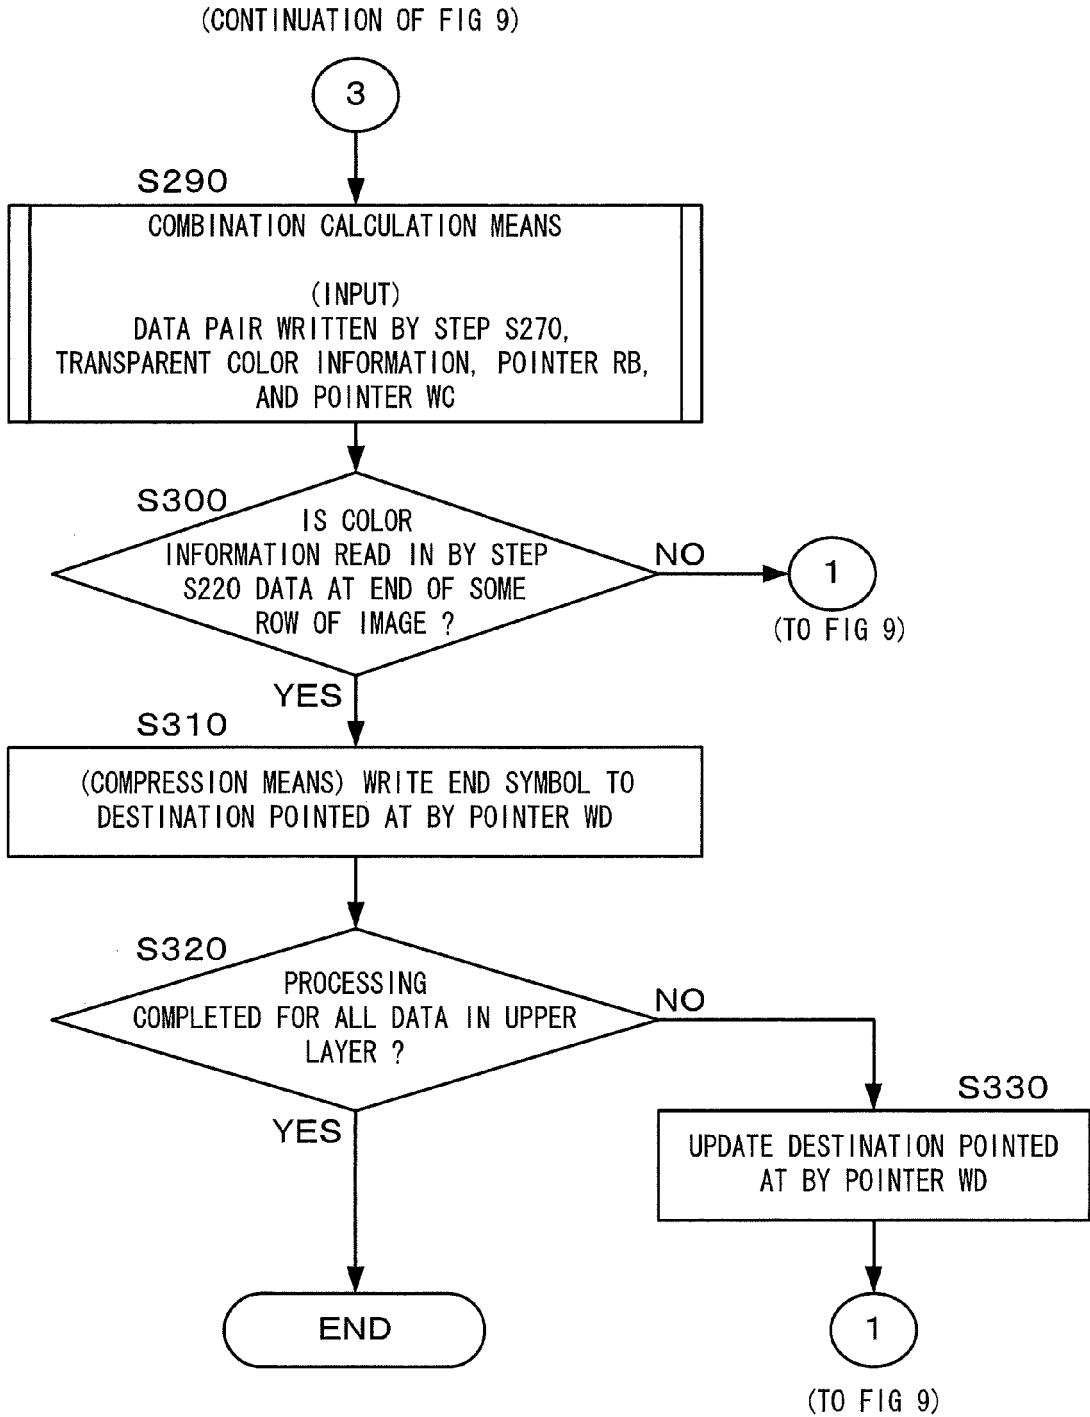 (CONTINUATION OF FIG 9)
3
S290
COMBINATION CALCULATION MEANS
(INPUT)
DATA PAIR WRITTEN BY STEP S270,
TRANSPARENT COLOR INFORMATION, POINTER RB,
AND POINTER WC
S300
IS COLOR
INFORMATION READ IN BY STEP
S220 DATA AT END OF SOME
ROW OF IMAGE ?
NO
1
(TO FIG 9)
YES
S310
(COMPRESSION MEANS) WRITE END SYMBOL TO
DESTINATION POINTED AT BY POINTER WD
S320
PROCESSING
COMPLETED FOR ALL DATA IN UPPER
LAYER ?
NO
YES
S330
UPDATE DESTINATION POINTED
AT BY POINTER WD
END
1
(TO FIG 9)